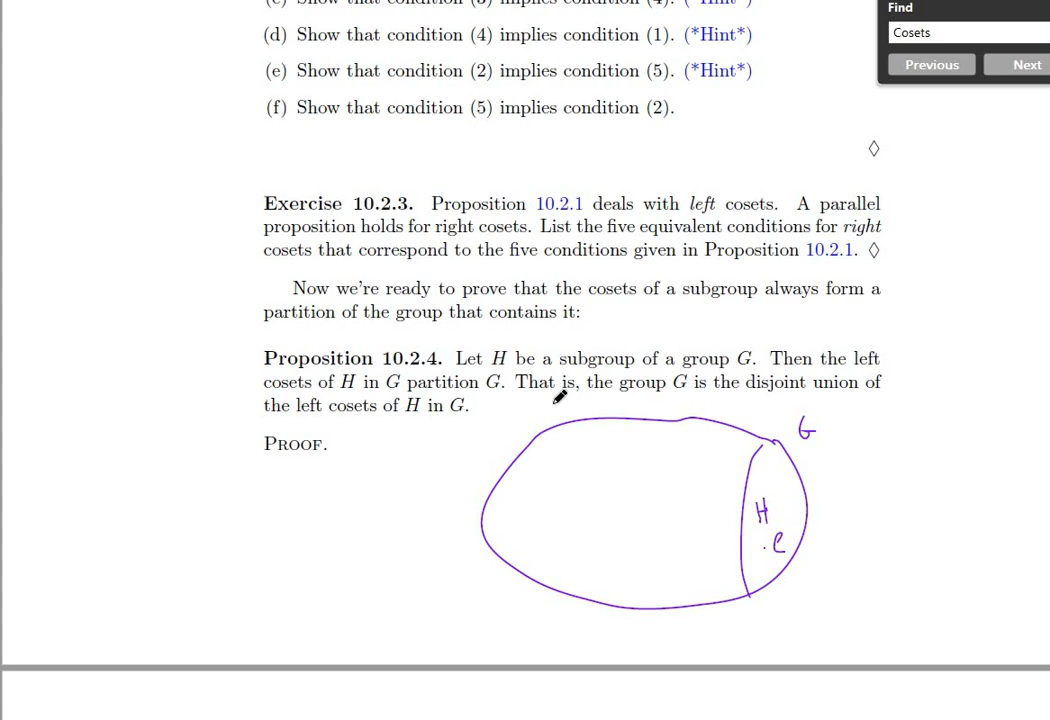 (d) Show that condition (4) implies condition (1). (*Hint*)
(e) Show that condition (2) implies condition (5). (*Hint*)
(f) Show that condition (5) implies condition (2).
◊
Exercise 10.2.3. Proposition 10.2.1 deals with left cosets. A parallel
proposition holds for right cosets. List the five equivalent conditions for right
cosets that correspond to the five conditions given in Proposition 10.2.1. ◊
Now we're ready to prove that the cosets of a subgroup always form a
partition of the group that contains it:
Proposition 10.2.4. Let H be a subgroup of a group G. Then the left
cosets of H in G partition G. That is, the group G is the disjoint union of
the left cosets of H in G.
PROOF.
G
H
.e
Find
Cosets
Previous
Next